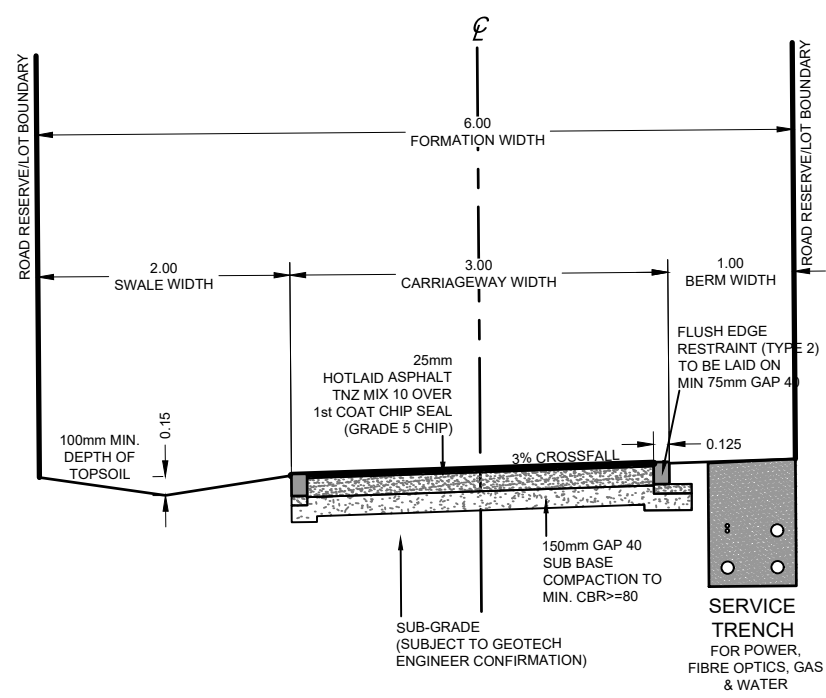 ℄
ROAD RESERVE/LOT BOUNDARY
ROAD RESERVE/LOT BOUNDARY
6.00
FORMATION WIDTH
2.00
SWALE WIDTH
3.00
CARRIAGEWAY WIDTH
1.00
BERM WIDTH
FLUSH EDGE
RESTRAINT (TYPE 2)
TO BE LAID ON
MIN 75mm GAP 40
25mm
HOTLAID ASPHALT
TNZ MIX 10 OVER
1st COAT CHIP SEAL
(GRADE 5 CHIP)
100mm MIN.
DEPTH OF
TOPSOIL
0.15
3% CROSSFALL
0.125
150mm GAP 40
SUB BASE
COMPACTION TO
MIN. CBR>=80
SUB-GRADE
(SUBJECT TO GEOTECH
ENGINEER CONFIRMATION)
SERVICE
TRENCH
FOR POWER,
FIBRE OPTICS, GAS
& WATER